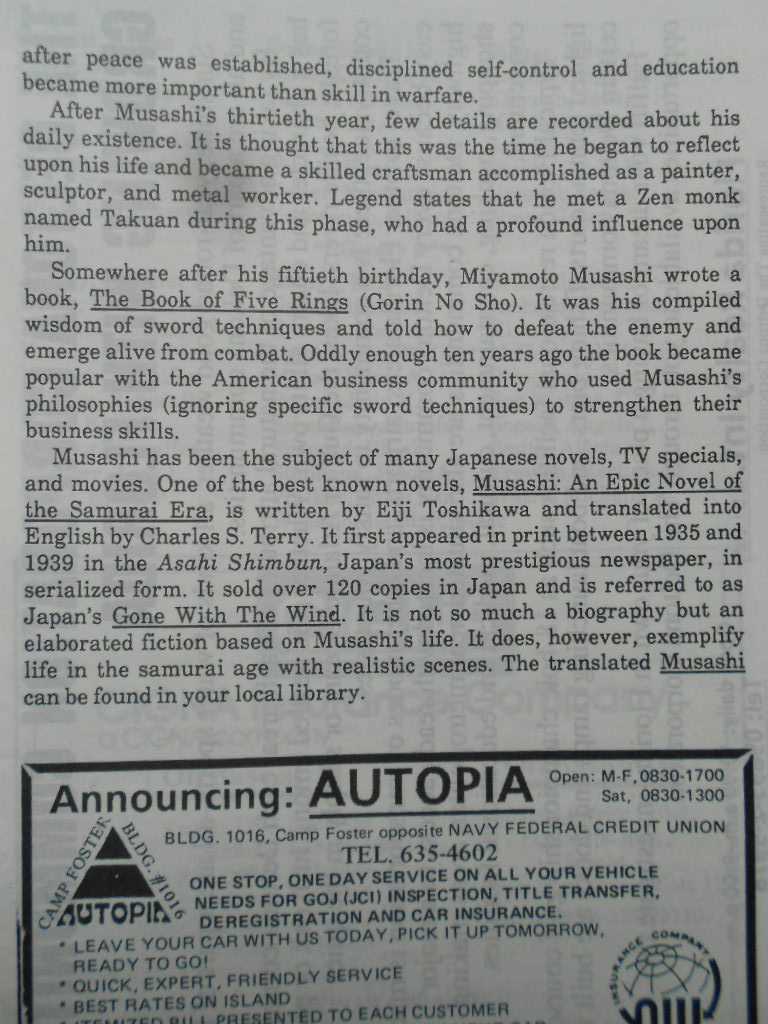 after peace was established, disciplined self-control and education
became more important than skill in warfare.
After Musashi's thirtieth year, few details are recorded about his
daily existence. It is thought that this was the time he began to reflect
upon his life and became a skilled craftsman accomplished as a painter,
sculptor, and metal worker. Legend states that he met a Zen monk
named Takuan during this phase, who had a profound influence upon
him.
Somewhere after his fiftieth birthday, Miyamoto Musashi wrote a
book, The Book of Five Rings (Gorin No Sho). It was his compiled
wisdom of sword techniques and told how to defeat the enemy and
emerge alive from combat. Oddly enough ten years ago the book became
popular with the American business community who used Musashi's
philosophies (ignoring specific sword techniques) to strengthen their
business skills.
Musashi has been the subject of many Japanese novels, TV specials,
and movies. One of the best known novels, Musashi: An Epic Novel of
the Samurai Era, is written by Eiji Toshikawa and translated into
English by Charles S. Terry. It first appeared in print between 1935 and
1939 in the Asahi Shimbun, Japan's most prestigious newspaper, in
serialized form. It sold over 120 copies in Japan and is referred to as
Japan's Gone With The Wind. It is not so much a biography but an
elaborated fiction based on Musashi's life. It does, however, exemplify
life in the samurai age with realistic scenes. The translated Musashi
can be found in your local library.
Announcing: AUTOPIA
Open: M-F, 0830-1700
Sat, 0830-1300
BLDG. 1016, Camp Foster opposite NAVY FEDERAL CREDIT UNION
TEL. 635-4602
CAMP FOSTER BLDG. #1016
AUTOPIA
ONE STOP, ONE DAY SERVICE ON ALL YOUR VEHICLE
NEEDS FOR GOJ (JCI) INSPECTION, TITLE TRANSFER,
DEREGISTRATION AND CAR INSURANCE.
* LEAVE YOUR CAR WITH US TODAY, PICK IT UP TOMORROW,
READY TO GO!
* QUICK, EXPERT, FRIENDLY SERVICE
* BEST RATES ON ISLAND
* ITEMIZED BILL PRESENTED TO EACH CUSTOMER
INSURANCE COMPANY